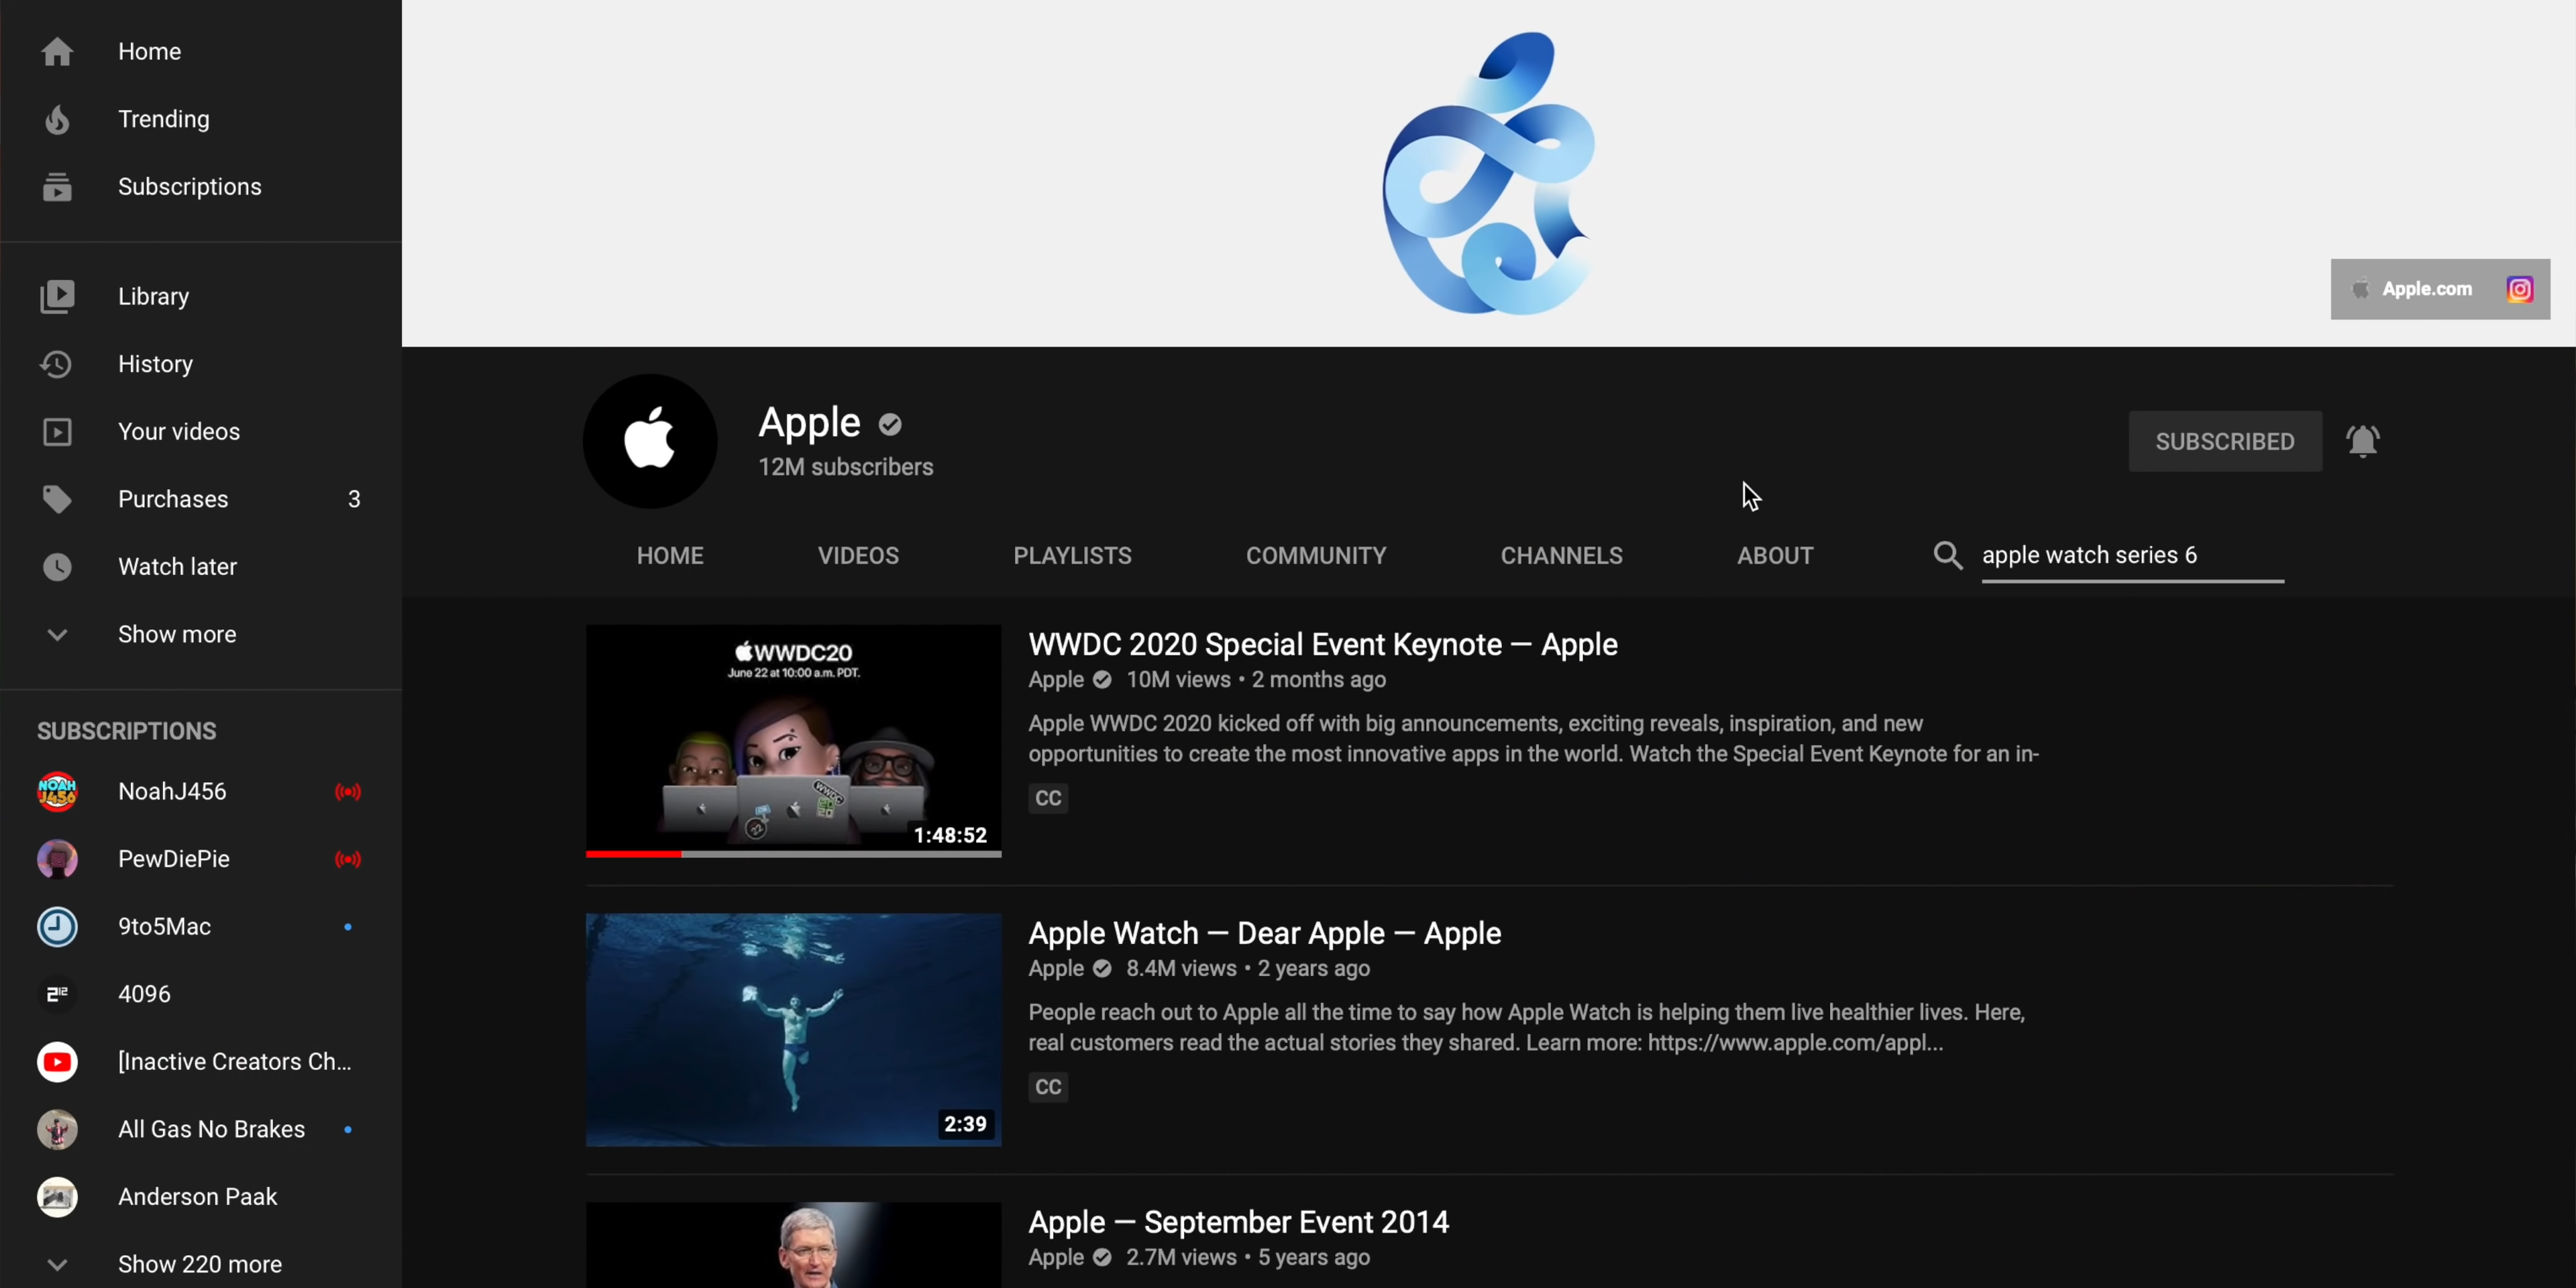 Home
Trending
Subscriptions
Library
History
Your videos
Purchases 3
Watch later
Show more
SUBSCRIPTIONS
NOAH
J456
NoahJ456
PewDiePie
9to5Mac
2¹²
4096
[Inactive Creators Ch...
All Gas No Brakes
Anderson Paak
Show 220 more
Apple.com
Apple
12M subscribers
SUBSCRIBED
HOME VIDEOS PLAYLISTS COMMUNITY CHANNELS ABOUT apple watch series 6
WWDC20
June 22 at 10:00 a.m. PDT.
WWDC
1:48:52
WWDC 2020 Special Event Keynote — Apple
Apple 10M views • 2 months ago
Apple WWDC 2020 kicked off with big announcements, exciting reveals, inspiration, and new
opportunities to create the most innovative apps in the world. Watch the Special Event Keynote for an in-
CC
2:39
Apple Watch — Dear Apple — Apple
Apple 8.4M views • 2 years ago
People reach out to Apple all the time to say how Apple Watch is helping them live healthier lives. Here,
real customers read the actual stories they shared. Learn more: https://www.apple.com/appl...
CC
Apple — September Event 2014
Apple 2.7M views • 5 years ago